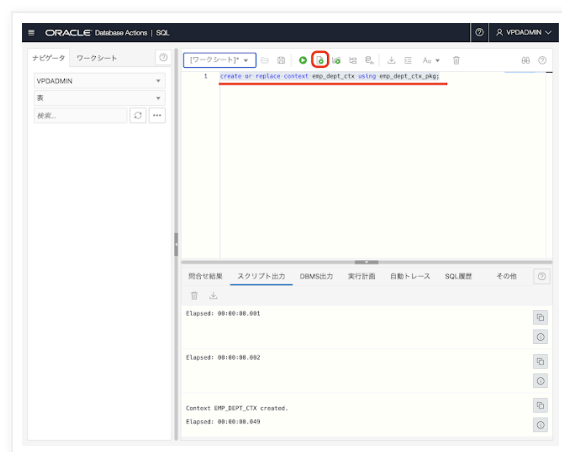 ORACLE Database Actions | SQL
VPDADMIN
ナビゲータ ワークシート
[ワークシート]*
Aa
VPDADMIN
表
検索...
1 create or replace context emp_dept_ctx using emp_dept_ctx_pkg;
問合せ結果 スクリプト出力 DBMS出力 実行計画 自動トレース SQL履歴 その他
Elapsed: 00:00:00.001
Elapsed: 00:00:00.002
Context EMP_DEPT_CTX created.
Elapsed: 00:00:00.049